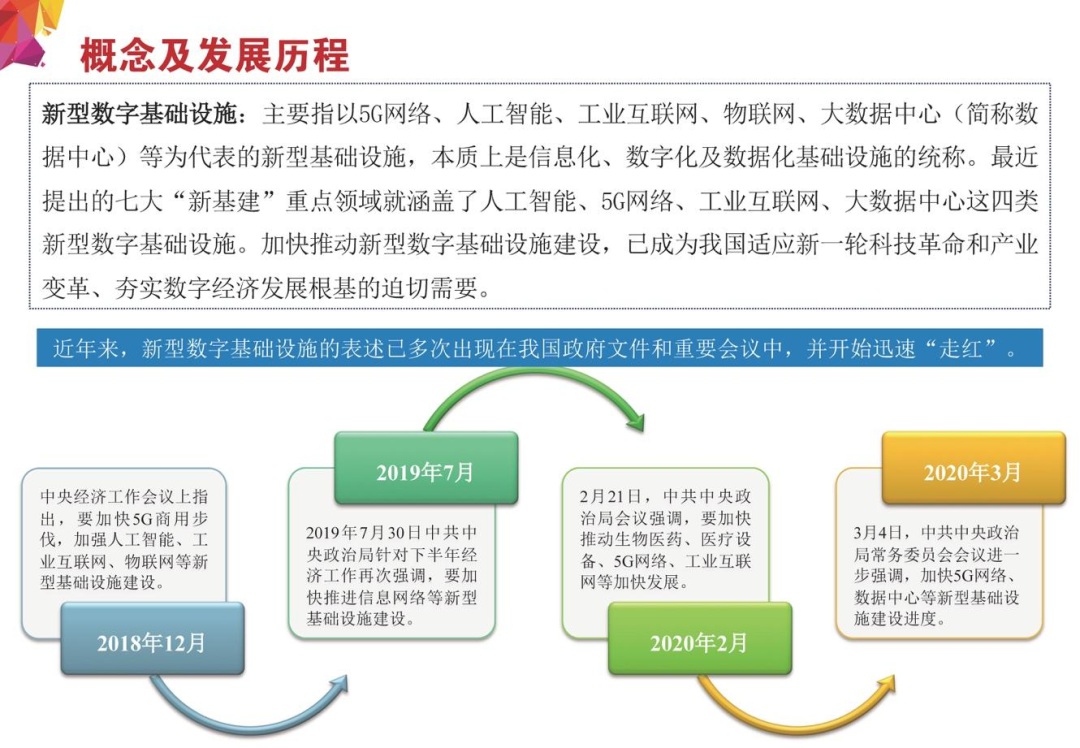 概念及发展历程
新型数字基础设施：主要指以5G网络、人工智能、工业互联网、物联网、大数据中心（简称数
据中心）等为代表的新型基础设施，本质上是信息化、数字化及数据化基础设施的统称。最近
提出的七大“新基建”重点领域就涵盖了人工智能、5G网络、工业互联网、大数据中心这四类
新型数字基础设施。加快推动新型数字基础设施建设，已成为我国适应新一轮科技革命和产业
变革、夯实数字经济发展根基的迫切需要。
近年来，新型数字基础设施的表述已多次出现在我国政府文件和重要会议中，并开始迅速“走红”。
中央经济工作会议上指
出，要加快5G商用步
伐，加强人工智能、工
业互联网、物联网等新
型基础设施建设。
2018年12月
2019年7月
2019年7月30日中共中
央政治局针对下半年经
济工作再次强调，要加
快推进信息网络等新型
基础设施建设。
2月21日，中共中央政
治局会议强调，要加快
推动生物医药、医疗设
备、5G网络、工业互联
网等加快发展。
2020年2月
2020年3月
3月4日，中共中央政治
局常务委员会会议进一
步强调，加快5G网络、
数据中心等新型基础设
施建设进度。